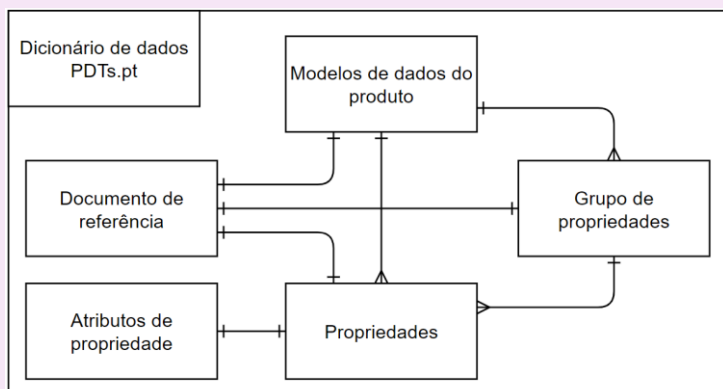 Dicionário de dados
PDTs.pt
Modelos de dados do
produto
Documento de
referência
Grupo de
propriedades
Atributos de
propriedade
Propriedades